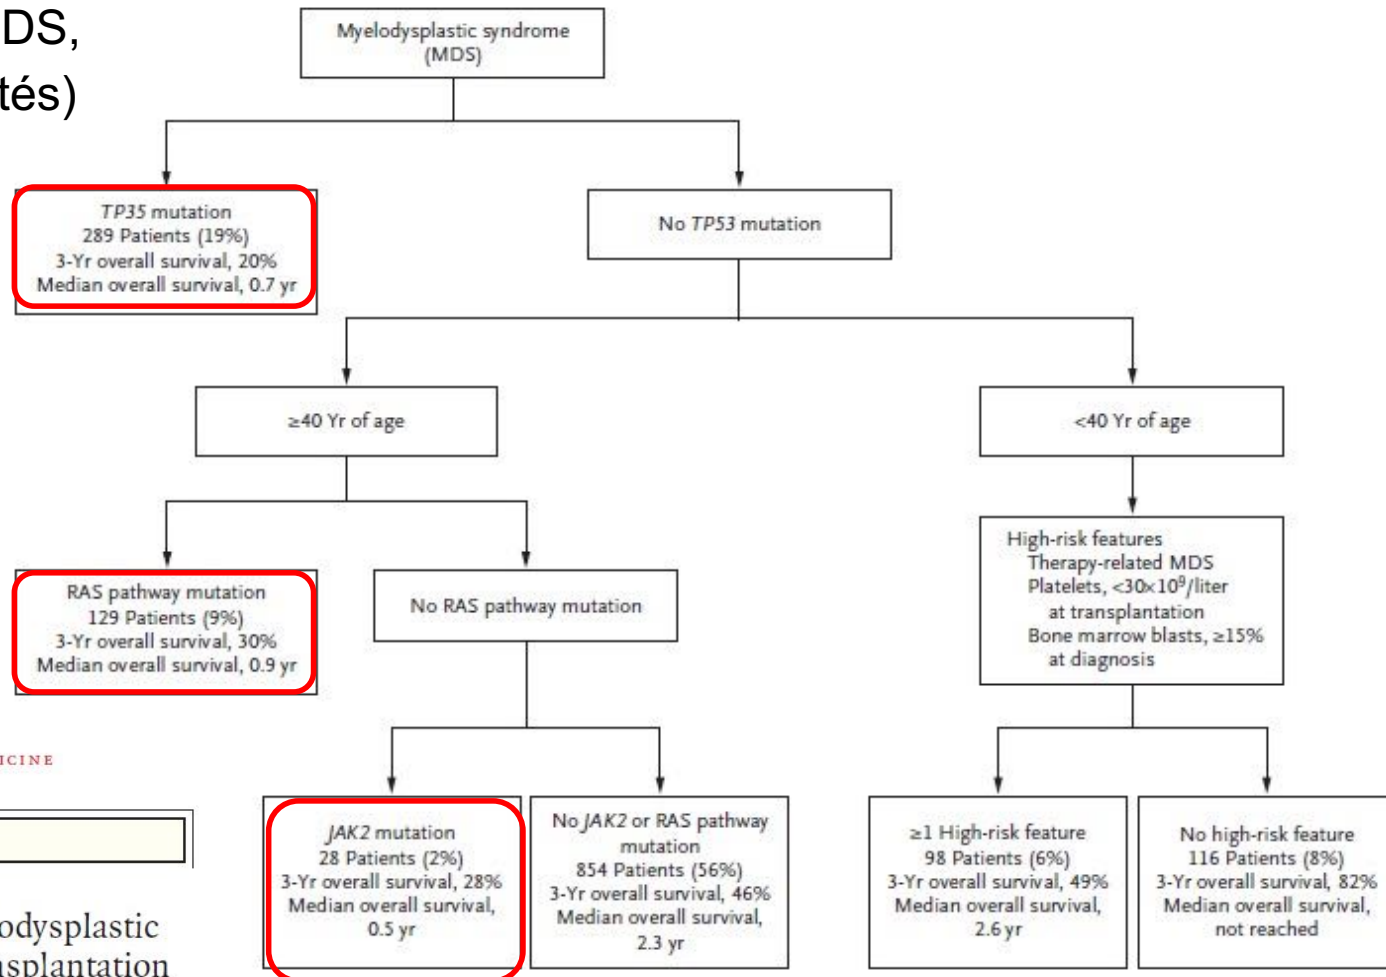 DS,
tés)
Myelodysplastic syndrome
(MDS)
TP35 mutation
289 Patients (19%)
3-Yr overall survival, 20%
Median overall survival, 0.7 yr
No TP53 mutation
≥40 Yr of age
<40 Yr of age
RAS pathway mutation
129 Patients (9%)
3-Yr overall survival, 30%
Median overall survival, 0.9 yr
No RAS pathway mutation
High-risk features
Therapy-related MDS
Platelets, <30×10⁹/liter
at transplantation
Bone marrow blasts, ≥15%
at diagnosis
ICINE
JAK2 mutation
28 Patients (2%)
3-Yr overall survival, 28%
Median overall survival,
0.5 yr
No JAK2 or RAS pathway
mutation
854 Patients (56%)
3-Yr overall survival, 46%
Median overall survival,
2.3 yr
≥1 High-risk feature
98 Patients (6%)
3-Yr overall survival, 49%
Median overall survival,
2.6 yr
No high-risk feature
116 Patients (8%)
3-Yr overall survival, 82%
Median overall survival,
not reached
odysplastic
nsplantation